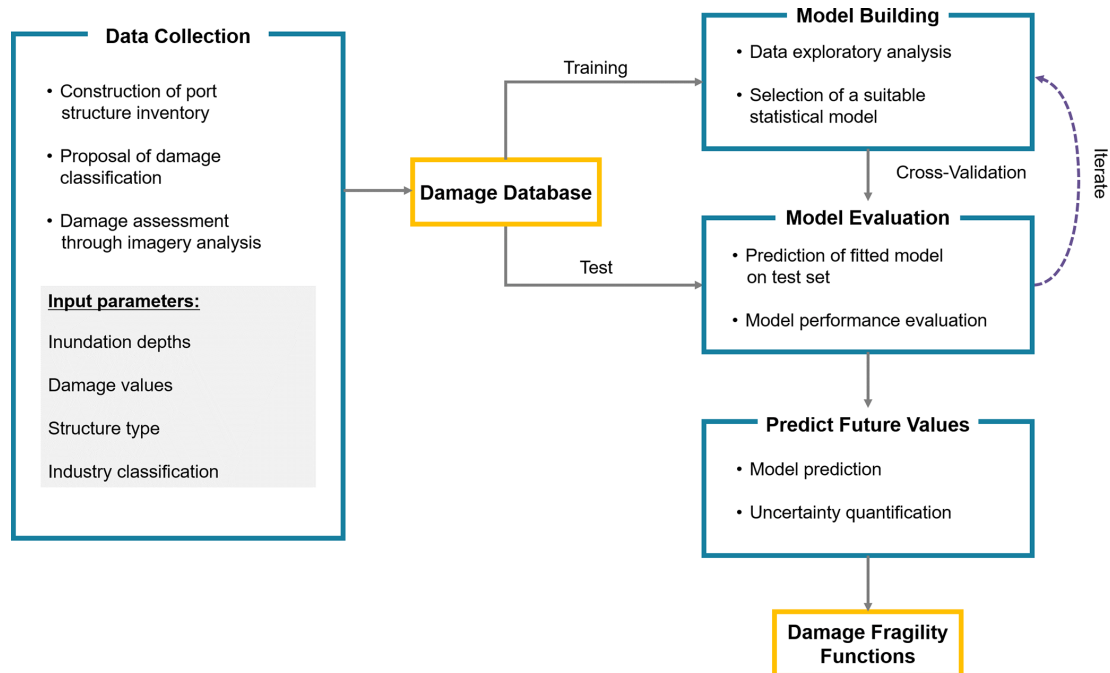 Data Collection
• Construction of port
structure inventory
• Proposal of damage
classification
• Damage assessment
through imagery analysis
Input parameters:
Inundation depths
Damage values
Structure type
Industry classification
Damage Database
Training
Test
Model Building
• Data exploratory analysis
• Selection of a suitable
statistical model
Cross-Validation
Iterate
Model Evaluation
• Prediction of fitted model
on test set
• Model performance evaluation
Predict Future Values
• Model prediction
• Uncertainty quantification
Damage Fragility
Functions